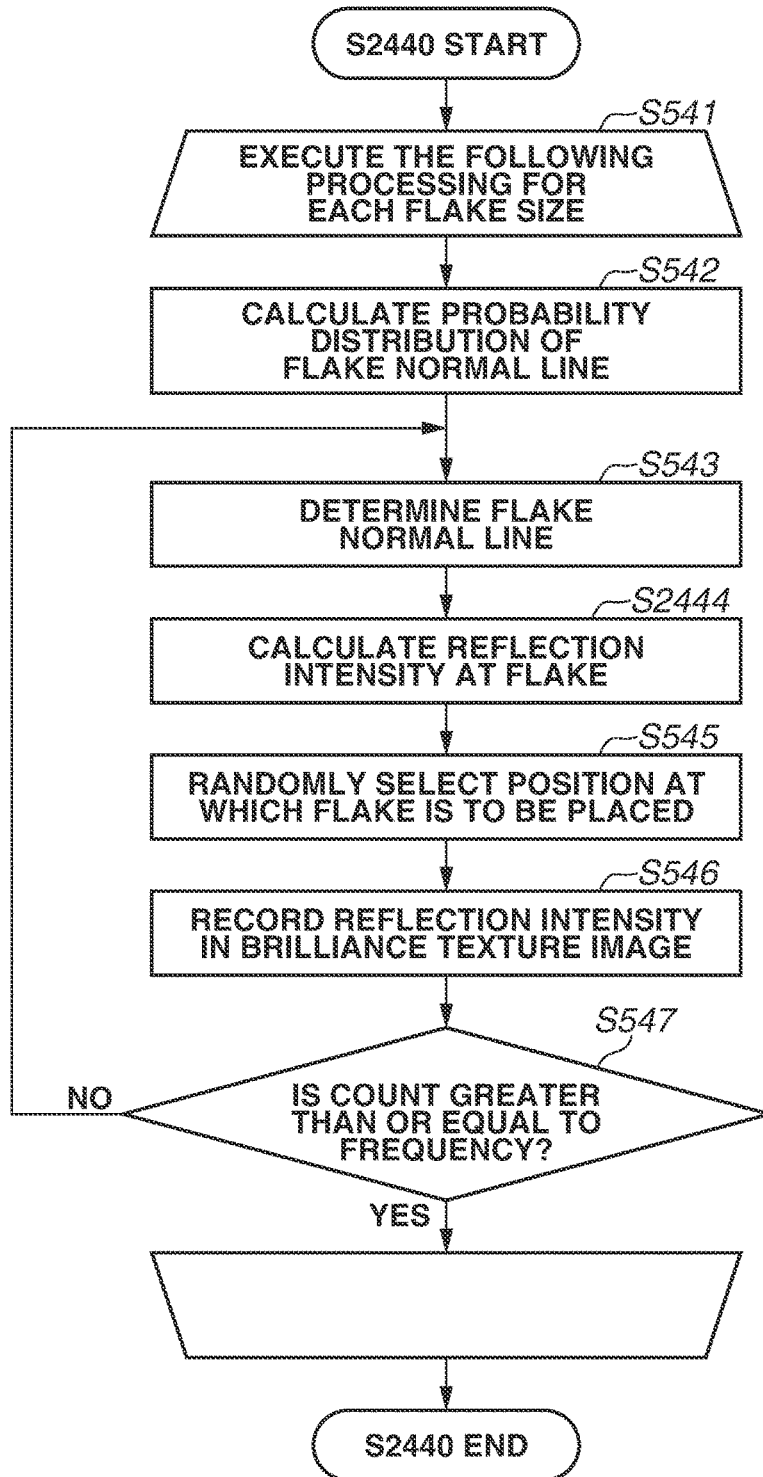 S2440 START
S541
EXECUTE THE FOLLOWING
PROCESSING FOR
EACH FLAKE SIZE
S542
CALCULATE PROBABILITY
DISTRIBUTION OF
FLAKE NORMAL LINE
S543
DETERMINE FLAKE
NORMAL LINE
S2444
CALCULATE REFLECTION
INTENSITY AT FLAKE
S545
RANDOMLY SELECT POSITION AT
WHICH FLAKE IS TO BE PLACED
S546
RECORD REFLECTION INTENSITY
IN BRILLIANCE TEXTURE IMAGE
S547
NO
IS COUNT GREATER
THAN OR EQUAL TO
FREQUENCY?
YES
S2440 END